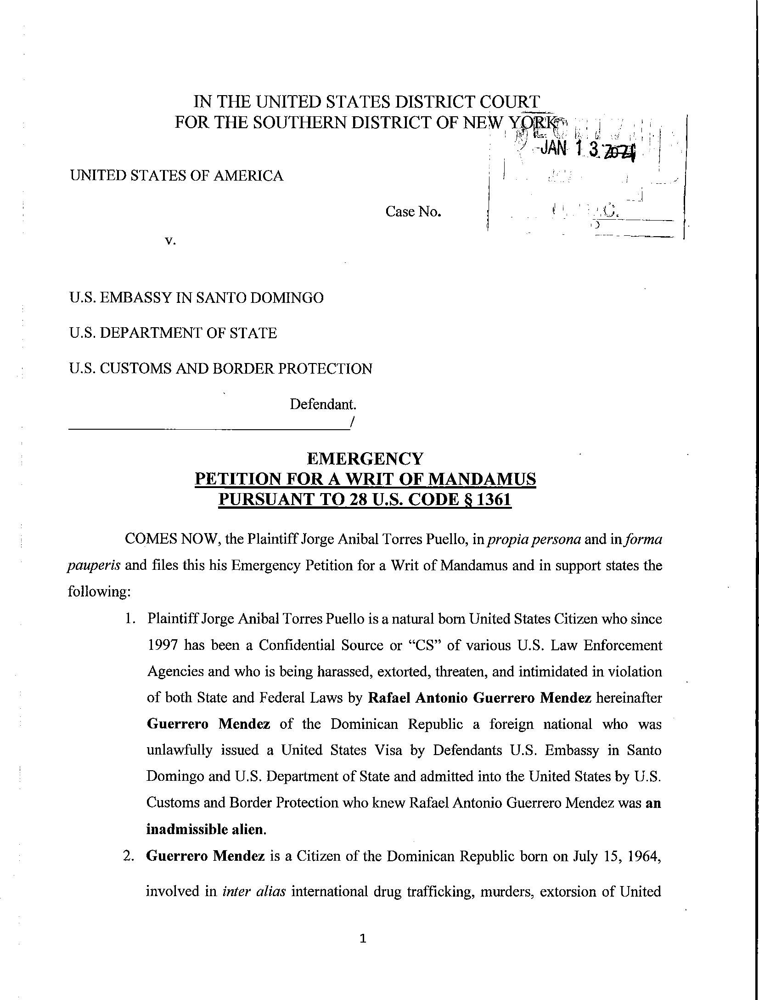 IN THE UNITED STATES DISTRICT COURT
FOR THE SOUTHERN DISTRICT OF NEW YORK
JAN 13
UNITED STATES OF AMERICA
Case No.
v.
U.S. EMBASSY IN SANTO DOMINGO
U.S. DEPARTMENT OF STATE
U.S. CUSTOMS AND BORDER PROTECTION
Defendant.
/
EMERGENCY
PETITION FOR A WRIT OF MANDAMUS
PURSUANT TO 28 U.S. CODE § 1361
COMES NOW, the Plaintiff Jorge Anibal Torres Puello, in propia persona and in forma
pauperis and files this his Emergency Petition for a Writ of Mandamus and in support states the
following:
1. Plaintiff Jorge Anibal Torres Puello is a natural born United States Citizen who since
1997 has been a Confidential Source or “CS” of various U.S. Law Enforcement
Agencies and who is being harassed, extorted, threaten, and intimidated in violation
of both State and Federal Laws by Rafael Antonio Guerrero Mendez hereinafter
Guerrero Mendez of the Dominican Republic a foreign national who was
unlawfully issued a United States Visa by Defendants U.S. Embassy in Santo
Domingo and U.S. Department of State and admitted into the United States by U.S.
Customs and Border Protection who knew Rafael Antonio Guerrero Mendez was an
inadmissible alien.
2. Guerrero Mendez is a Citizen of the Dominican Republic born on July 15, 1964,
involved in inter alias international drug trafficking, murders, extorsion of United
1